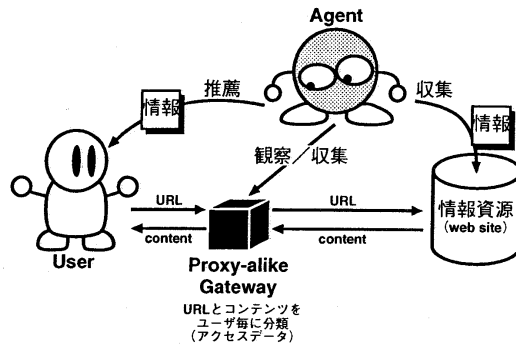 Agent
推薦
収集
情報
情報
観察／収集
URL
URL
content
content
情報資源
(web site)
User
Proxy-alike
Gateway
URLとコンテンツを
ユーザ毎に分類
(アクセスデータ)